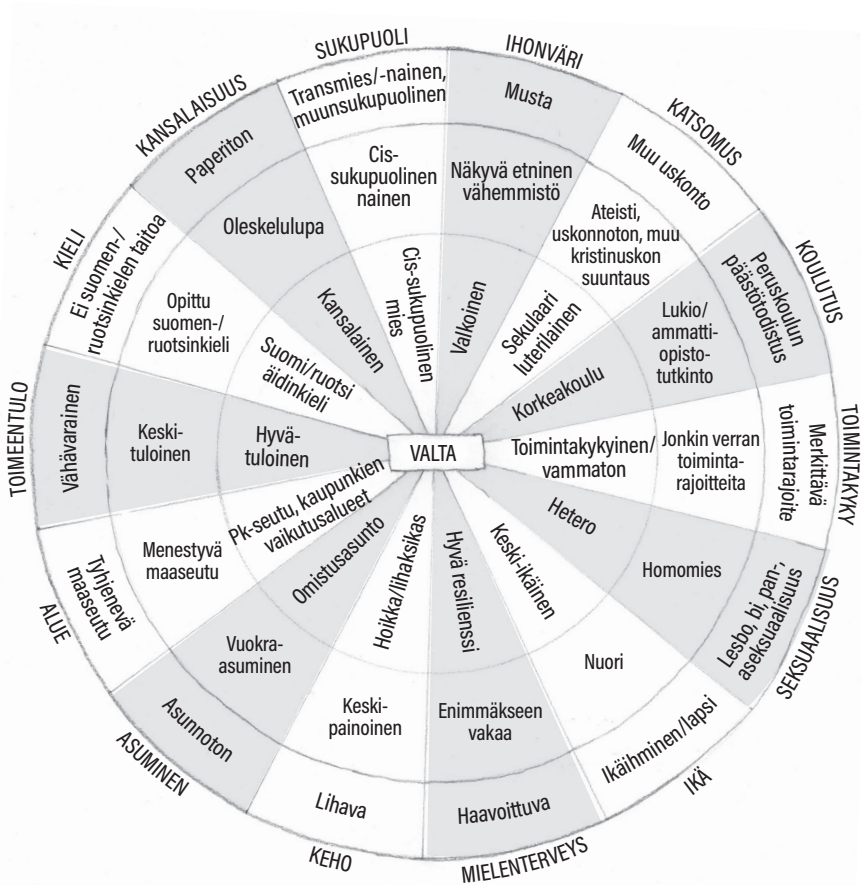 SUKUPUOLI
Transmies/-nainen,
muunsukupuolinen
Cis-
sukupuolinen
nainen
Cis-sukupuolinen
mies
IHONVÄRI
Musta
Näkyvä etninen
vähemmistö
Valkoinen
KATSOMUS
Muu uskonto
Ateisti,
uskonnoton, muu
kristinuskon
suuntaus
Sekulaari
luterilainen
KOULUTUS
Peruskoulun
päästötodistus
Lukio/
ammatti-
opisto-
tutkinto
Korkeakoulu
TOIMINTAKYKY
Merkittävä
toimintarajoite
Jonkin verran
toiminta-
rajoitteita
Toimintakykyinen/
vammaton
SEKSUAALISUUS
Lesbo, bi, pan-,
aseksuaalisuus
Homomies
Hetero
IKÄ
Ikäihminen/lapsi
Nuori
Keski-ikäinen
MIELENTERVEYS
Haavoittuva
Enimmäkseen
vakaa
Hyvä resilienssi
KEHO
Lihava
Keski-
painoinen
Hoikka/lihaksikas
ASUMINEN
Asunnoton
Vuokra-
asuminen
Omistusasunto
ALUE
Tyhjenevä
maaseutu
Menestyvä
maaseutu
Pk-seutu, kaupunkien
vaikutusalueet
TOIMEENTULO
Vähävarainen
Keski-
tuloinen
Hyvä-
tuloinen
KIELI
Ei suomen-/
ruotsinkielen taitoa
Opittu
suomen-/
ruotsinkieli
Suomi/ruotsi
äidinkieli
KANSALAISUUS
Paperiton
Oleskelulupa
Kansalainen
VALTA